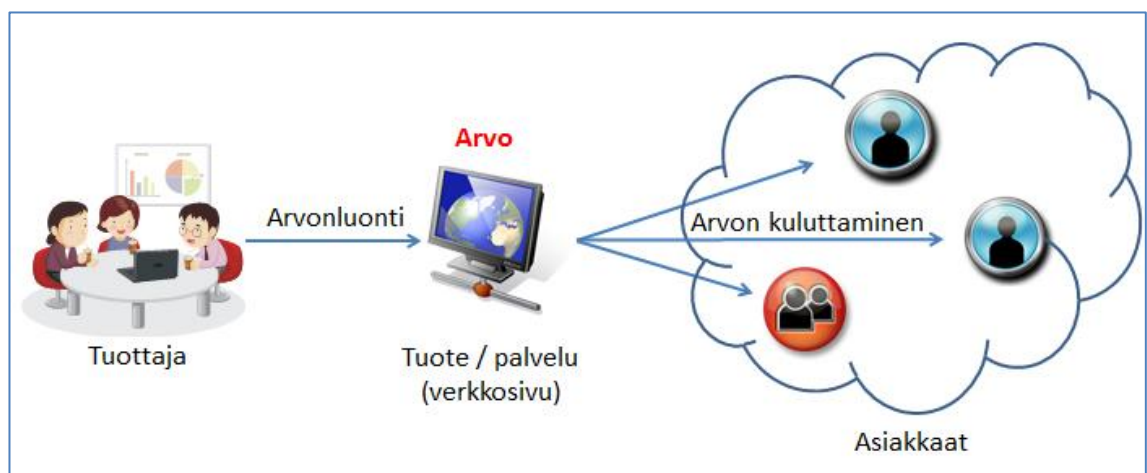 Arvo
Arvonluonti
Arvon kuluttaminen
Tuottaja
Tuote / palvelu
(verkkosivu)
Asiakkaat